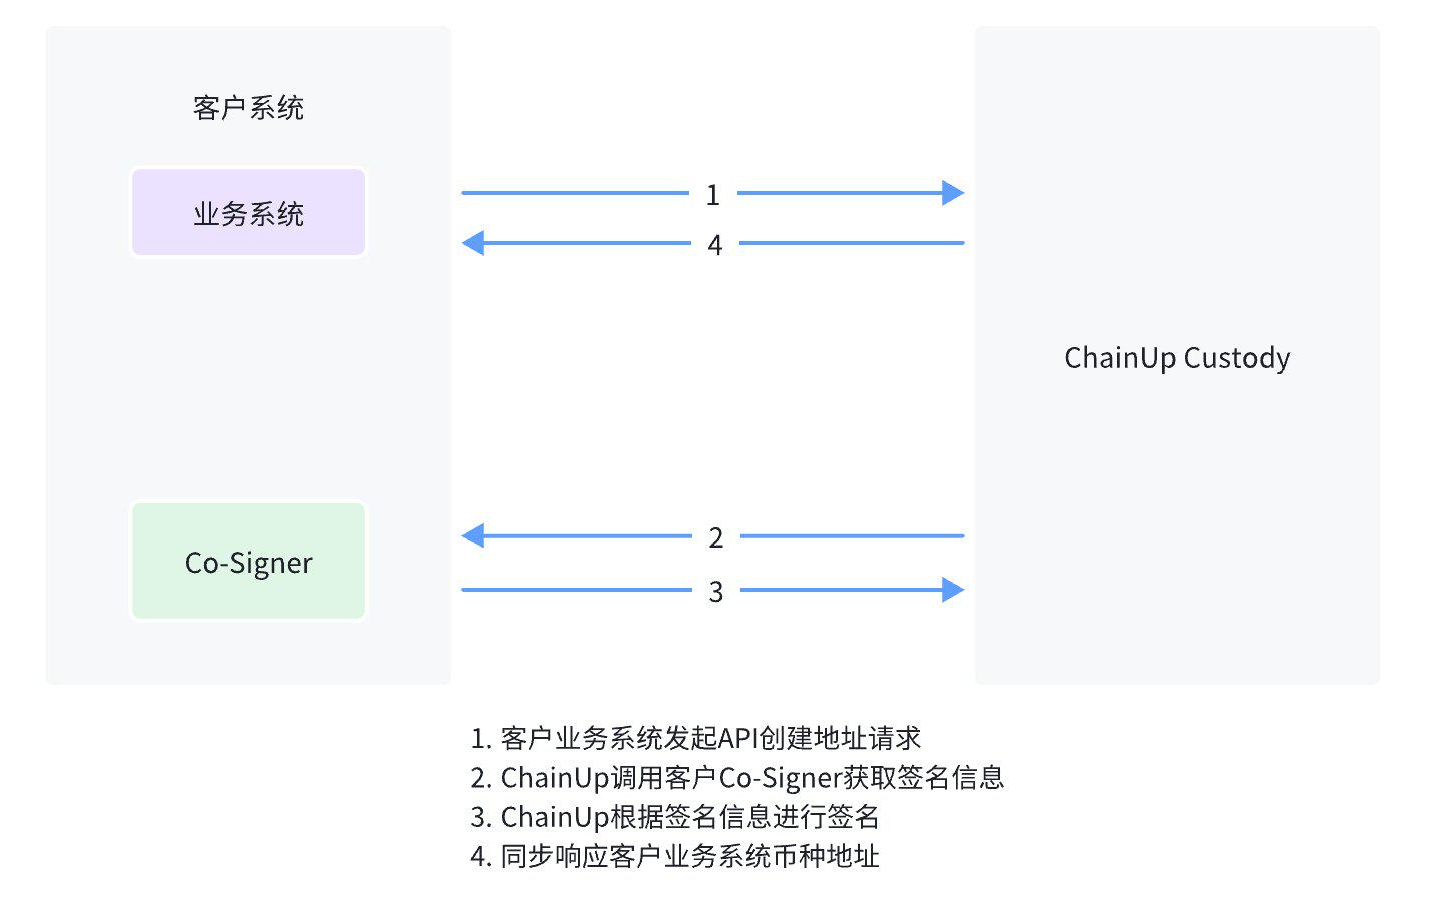 客户系统
业务系统
1
4
ChainUp Custody
2
Co-Signer
3
1. 客户业务系统发起API创建地址请求
2. ChainUp调用客户Co-Signer获取签名信息
3. ChainUp根据签名信息进行签名
4. 同步响应客户业务系统币种地址